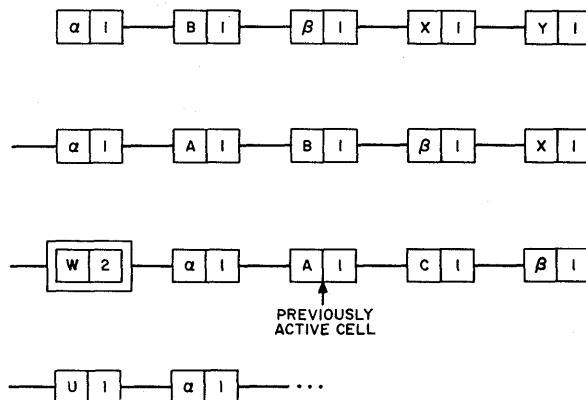 α 1 B 1 β 1 X 1 Y 1
α 1 A 1 B 1 β 1 X 1
W 2 α 1 A 1 C 1 β 1
PREVIOUSLY
ACTIVE CELL
U 1 α 1 ...